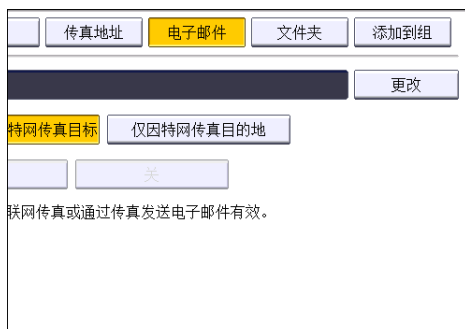 传真地址 电子邮件 文件夹 添加到组
更改
特网传真目标 仅因特网传真目的地
关
联网传真或通过传真发送电子邮件有效。